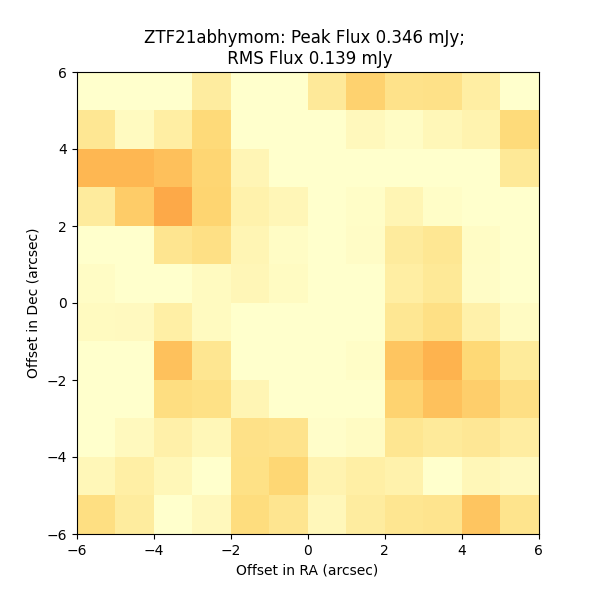 ZTF21abhymom: Peak Flux 0.346 mJy;
RMS Flux 0.139 mJy
6
4
2
0
−2
−4
−6
Offset in Dec (arcsec)
−6 −4 −2 0 2 4 6
Offset in RA (arcsec)